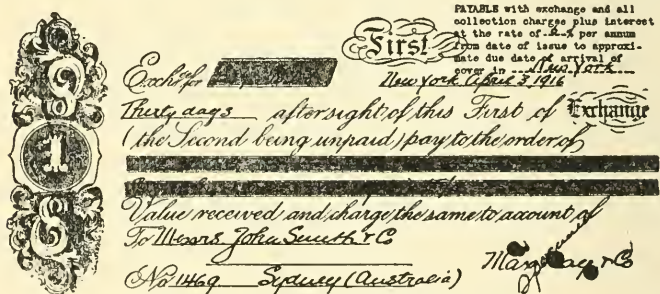 PAYABLE with exchange and all
collection charges plus interest
at the rate of % per annum
from date of issue to approxi-
mate due date of arrival of
cover in New York
First
Exch. for
New York April 3, 1916
Thirty days after sight of this First of Exchange
(the Second being unpaid) pay to the order of
Value received and charge the same to account of
To Messrs John Smith & Co
No 1469 Sydney (Australia)
1